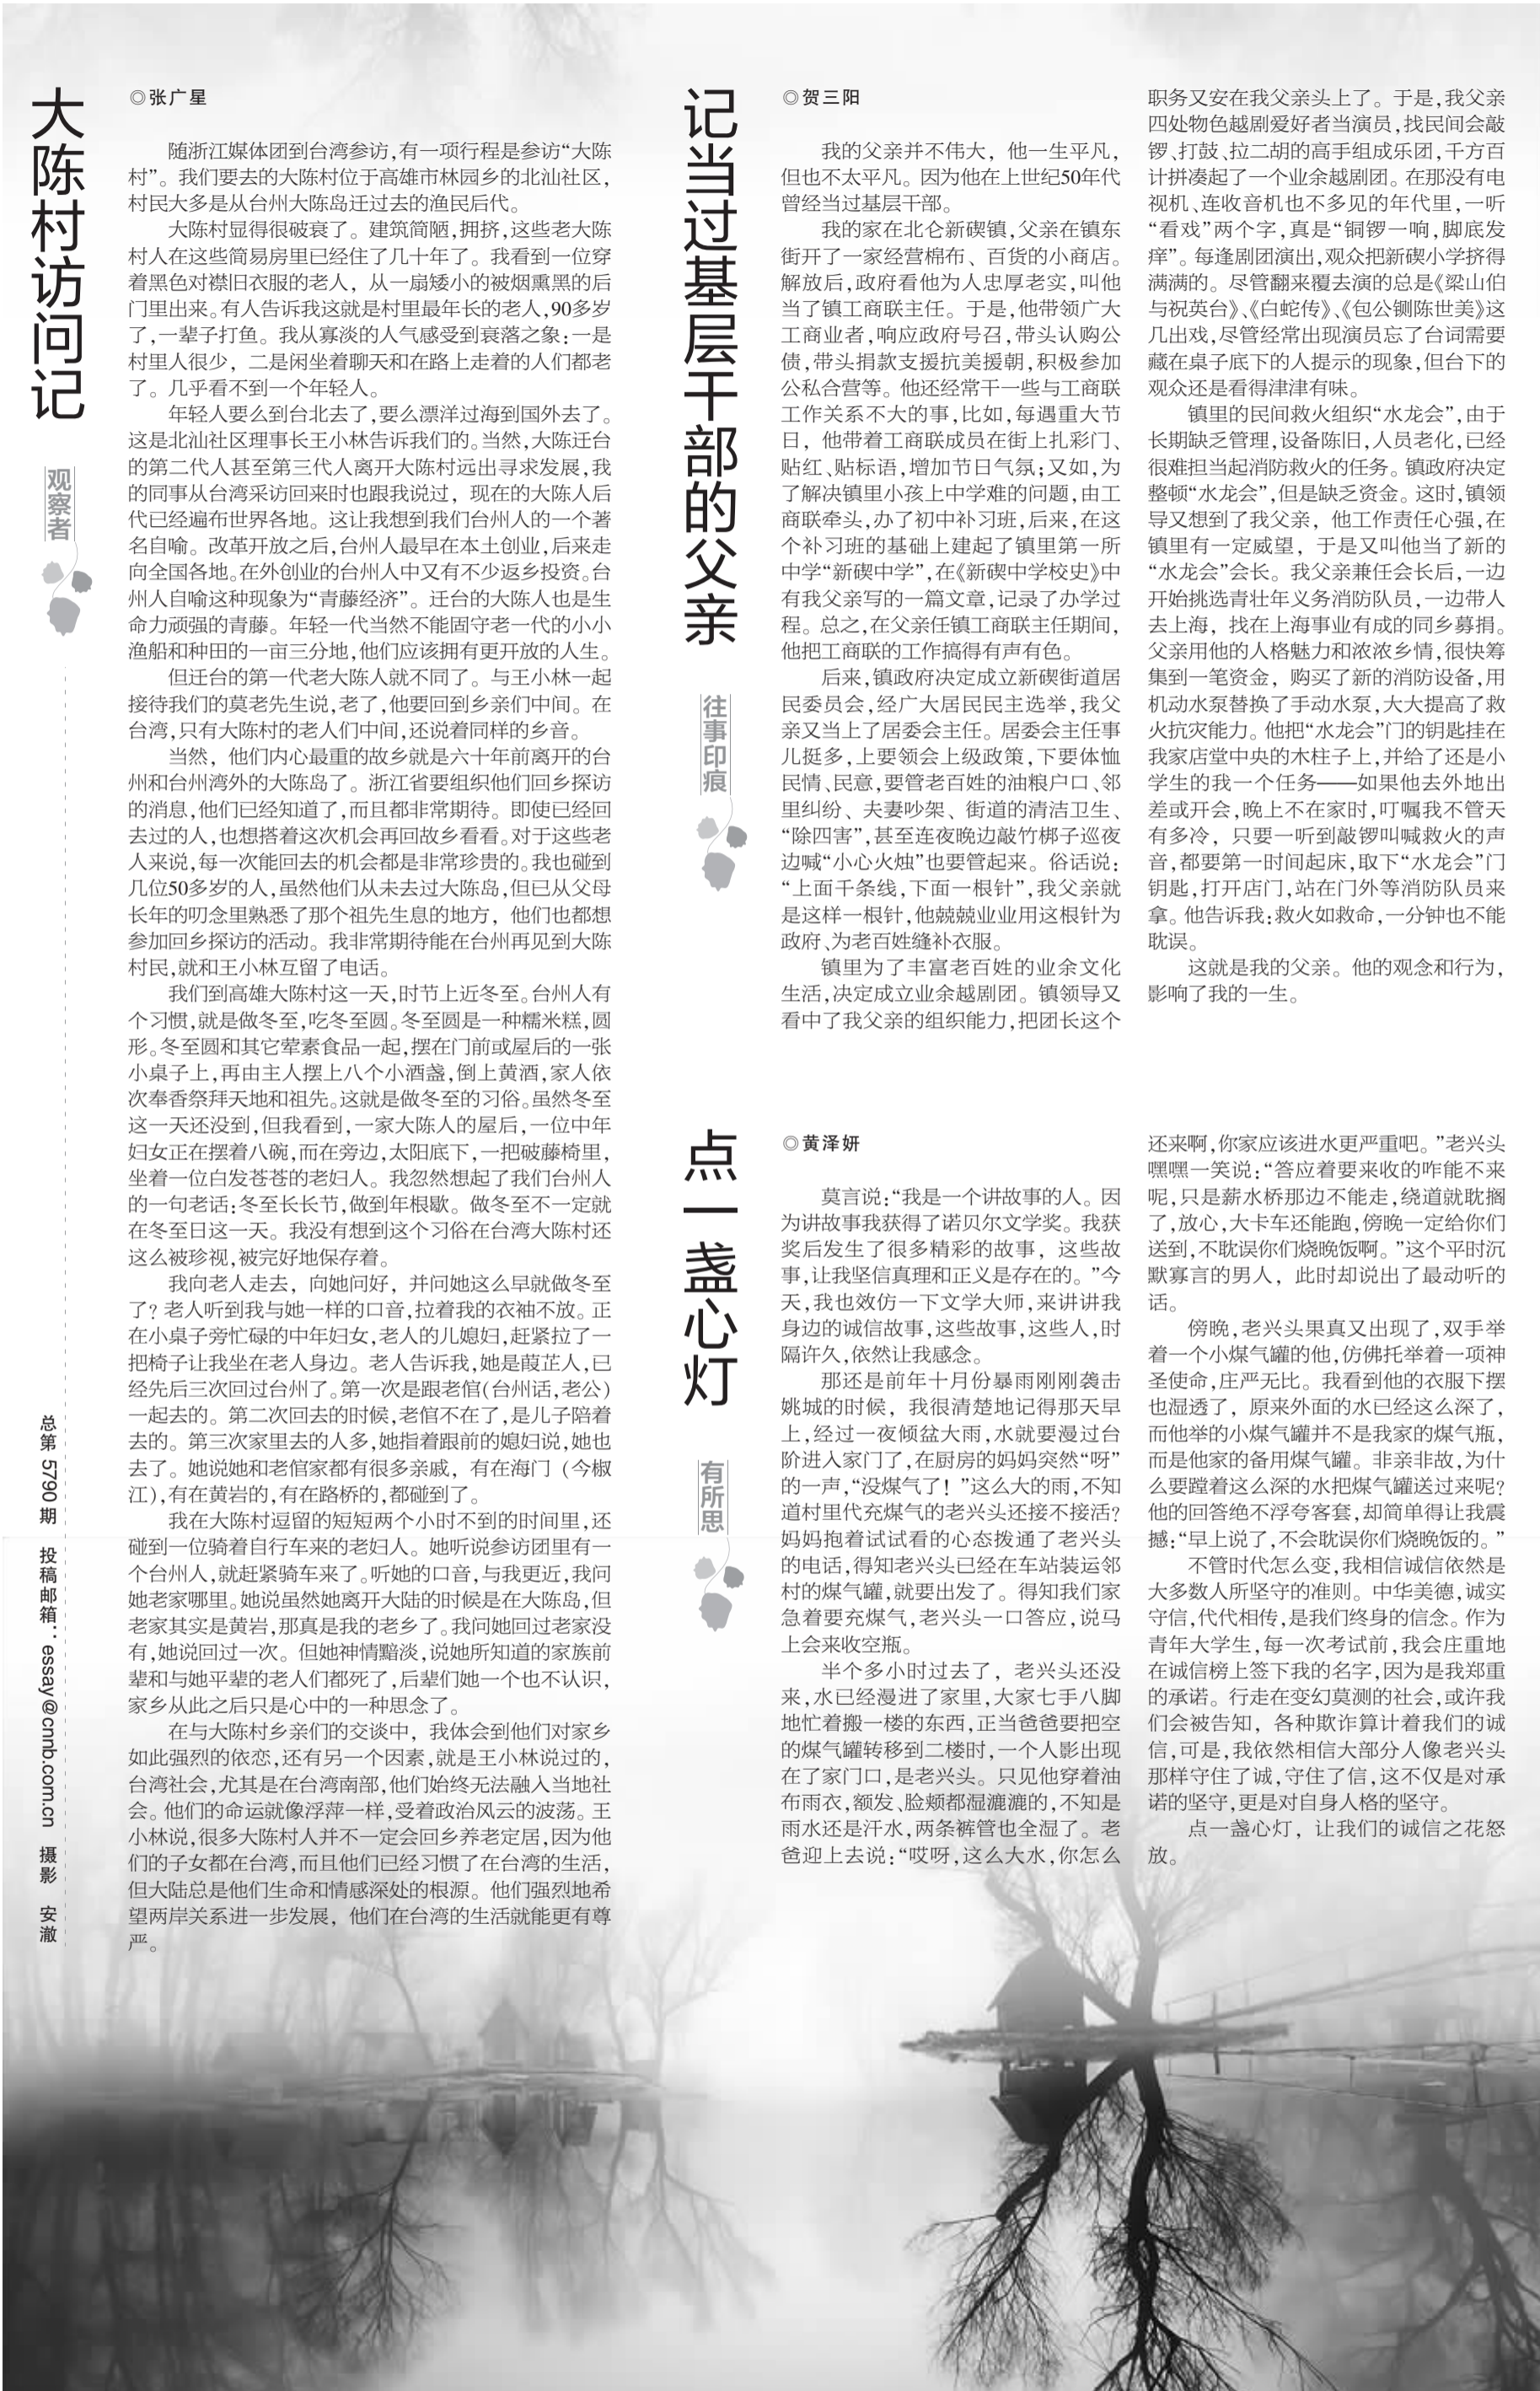 大陈村访问记
观察者
◎张广星
随浙江媒体团到台湾参访,有一项行程是参访“大陈
村”。我们要去的大陈村位于高雄市林园乡的北汕社区,
村民大多是从台州大陈岛迁过去的渔民后代。
大陈村显得很破衰了。建筑简陋,拥挤,这些老大陈
村人在这些简易房里已经住了几十年了。我看到一位穿
着黑色对襟旧衣服的老人，从一扇矮小的被烟熏黑的后
门里出来。有人告诉我这就是村里最年长的老人,90多岁
了,一辈子打鱼。我从寡淡的人气感受到衰落之象:一是
村里人很少，二是闲坐着聊天和在路上走着的人们都老
了。几乎看不到一个年轻人。
年轻人要么到台北去了,要么漂洋过海到国外去了。
这是北汕社区理事长王小林告诉我们的。当然,大陈迁台
的第二代人甚至第三代人离开大陈村远出寻求发展,我
的同事从台湾采访回来时也跟我说过，现在的大陈人后
代已经遍布世界各地。这让我想到我们台州人的一个著
名自喻。改革开放之后,台州人最早在本土创业,后来走
向全国各地。在外创业的台州人中又有不少返乡投资。台
州人自喻这种现象为“青藤经济”。迁台的大陈人也是生
命力顽强的青藤。年轻一代当然不能固守老一代的小小
渔船和种田的一亩三分地,他们应该拥有更开放的人生。
但迁台的第一代老大陈人就不同了。与王小林一起
接待我们的莫老先生说,老了,他要回到乡亲们中间。在
台湾,只有大陈村的老人们中间,还说着同样的乡音。
当然，他们内心最重的故乡就是六十年前离开的台
州和台州湾外的大陈岛了。浙江省要组织他们回乡探访
的消息,他们已经知道了,而且都非常期待。即使已经回
去过的人,也想搭着这次机会再回故乡看看。对于这些老
人来说,每一次能回去的机会都是非常珍贵的。我也碰到
几位50多岁的人,虽然他们从未去过大陈岛,但已从父母
长年的叨念里熟悉了那个祖先生息的地方，他们也都想
参加回乡探访的活动。我非常期待能在台州再见到大陈
村民,就和王小林互留了电话。
我们到高雄大陈村这一天,时节上近冬至。台州人有
个习惯,就是做冬至,吃冬至圆。冬至圆是一种糯米糕,圆
形。冬至圆和其它荤素食品一起,摆在门前或屋后的一张
小桌子上,再由主人摆上八个小酒盏,倒上黄酒,家人依
次奉香祭拜天地和祖先。这就是做冬至的习俗。虽然冬至
这一天还没到,但我看到,一家大陈人的屋后,一位中年
妇女正在摆着八碗,而在旁边,太阳底下,一把破藤椅里,
坐着一位白发苍苍的老妇人。我忽然想起了我们台州人
的一句老话:冬至长长节,做到年根歇。做冬至不一定就
在冬至日这一天。我没有想到这个习俗在台湾大陈村还
这么被珍视,被完好地保存着。
我向老人走去，向她问好，并问她这么早就做冬至
了?老人听到我与她一样的口音,拉着我的衣袖不放。正
在小桌子旁忙碌的中年妇女,老人的儿媳妇,赶紧拉了一
把椅子让我坐在老人身边。老人告诉我,她是葭芷人,已
经先后三次回过台州了。第一次是跟老倌(台州话,老公)
一起去的。第二次回去的时候,老倌不在了,是儿子陪着
去的。第三次家里去的人多,她指着跟前的媳妇说,她也
去了。她说她和老倌家都有很多亲戚，有在海门（今椒
江),有在黄岩的,有在路桥的,都碰到了。
我在大陈村逗留的短短两个小时不到的时间里,还
碰到一位骑着自行车来的老妇人。她听说参访团里有一
个台州人,就赶紧骑车来了。听她的口音,与我更近,我问
她老家哪里。她说虽然她离开大陆的时候是在大陈岛,但
老家其实是黄岩,那真是我的老乡了。我问她回过老家没
有,她说回过一次。但她神情黯淡,说她所知道的家族前
辈和与她平辈的老人们都死了,后辈们她一个也不认识,
家乡从此之后只是心中的一种思念了。
在与大陈村乡亲们的交谈中，我体会到他们对家乡
如此强烈的依恋,还有另一个因素,就是王小林说过的,
台湾社会,尤其是在台湾南部,他们始终无法融入当地社
会。他们的命运就像浮萍一样,受着政治风云的波荡。王
小林说,很多大陈村人并不一定会回乡养老定居,因为他
们的子女都在台湾,而且他们已经习惯了在台湾的生活,
但大陆总是他们生命和情感深处的根源。他们强烈地希
望两岸关系进一步发展，他们在台湾的生活就能更有尊
严。
记当过基层干部的父亲
往事印痕
◎贺三阳
我的父亲并不伟大，他一生平凡,
但也不太平凡。因为他在上世纪50年代
曾经当过基层干部。
我的家在北仑新碶镇,父亲在镇东
街开了一家经营棉布、百货的小商店。
解放后,政府看他为人忠厚老实,叫他
当了镇工商联主任。于是,他带领广大
工商业者,响应政府号召,带头认购公
债,带头捐款支援抗美援朝,积极参加
公私合营等。他还经常干一些与工商联
工作关系不大的事,比如,每遇重大节
日，他带着工商联成员在街上扎彩门、
贴红、贴标语,增加节日气氛;又如,为
了解决镇里小孩上中学难的问题,由工
商联牵头,办了初中补习班,后来,在这
个补习班的基础上建起了镇里第一所
中学“新碶中学”,在《新碶中学校史》中
有我父亲写的一篇文章,记录了办学过
程。总之,在父亲任镇工商联主任期间,
他把工商联的工作搞得有声有色。
后来,镇政府决定成立新碶街道居
民委员会,经广大居民民主选举,我父
亲又当上了居委会主任。居委会主任事
儿挺多,上要领会上级政策,下要体恤
民情、民意,要管老百姓的油粮户口、邻
里纠纷、夫妻吵架、街道的清洁卫生、
“除四害”,甚至连夜晚边敲竹梆子巡夜
边喊“小心火烛”也要管起来。俗话说:
“上面千条线,下面一根针”,我父亲就
是这样一根针,他兢兢业业用这根针为
政府、为老百姓缝补衣服。
镇里为了丰富老百姓的业余文化
生活,决定成立业余越剧团。镇领导又
看中了我父亲的组织能力,把团长这个
职务又安在我父亲头上了。于是,我父亲
四处物色越剧爱好者当演员,找民间会敲
锣、打鼓、拉二胡的高手组成乐团,千方百
计拼凑起了一个业余越剧团。在那没有电
视机、连收音机也不多见的年代里,一听
“看戏”两个字,真是“铜锣一响,脚底发
痒”。每逢剧团演出,观众把新碶小学挤得
满满的。尽管翻来覆去演的总是《梁山伯
与祝英台》、《白蛇传》、《包公铡陈世美》这
几出戏,尽管经常出现演员忘了台词需要
藏在桌子底下的人提示的现象,但台下的
观众还是看得津津有味。
镇里的民间救火组织“水龙会”,由于
长期缺乏管理,设备陈旧,人员老化,已经
很难担当起消防救火的任务。镇政府决定
整顿“水龙会”,但是缺乏资金。这时,镇领
导又想到了我父亲，他工作责任心强,在
镇里有一定威望，于是又叫他当了新的
“水龙会”会长。我父亲兼任会长后,一边
开始挑选青壮年义务消防队员,一边带人
去上海，找在上海事业有成的同乡募捐。
父亲用他的人格魅力和浓浓乡情,很快筹
集到一笔资金，购买了新的消防设备,用
机动水泵替换了手动水泵,大大提高了救
火抗灾能力。他把“水龙会”门的钥匙挂在
我家店堂中央的木柱子上,并给了还是小
学生的我一个任务——如果他去外地出
差或开会,晚上不在家时,叮嘱我不管天
有多冷，只要一听到敲锣叫喊救火的声
音,都要第一时间起床,取下“水龙会”门
钥匙,打开店门,站在门外等消防队员来
拿。他告诉我:救火如救命,一分钟也不能
耽误。
这就是我的父亲。他的观念和行为,
影响了我的一生。
点一盏心灯
有所思
◎黄泽妍
莫言说:“我是一个讲故事的人。因
为讲故事我获得了诺贝尔文学奖。我获
奖后发生了很多精彩的故事，这些故
事,让我坚信真理和正义是存在的。”今
天,我也效仿一下文学大师,来讲讲我
身边的诚信故事,这些故事,这些人,时
隔许久,依然让我感念。
那还是前年十月份暴雨刚刚袭击
姚城的时候，我很清楚地记得那天早
上,经过一夜倾盆大雨,水就要漫过台
阶进入家门了,在厨房的妈妈突然“呀”
的一声,“没煤气了！”这么大的雨,不知
道村里代充煤气的老兴头还接不接活?
妈妈抱着试试看的心态拨通了老兴头
的电话,得知老兴头已经在车站装运邻
村的煤气罐,就要出发了。得知我们家
急着要充煤气,老兴头一口答应,说马
上会来收空瓶。
半个多小时过去了，老兴头还没
来,水已经漫进了家里,大家七手八脚
地忙着搬一楼的东西,正当爸爸要把空
的煤气罐转移到二楼时,一个人影出现
在了家门口,是老兴头。只见他穿着油
布雨衣,额发、脸颊都湿漉漉的,不知是
雨水还是汗水,两条裤管也全湿了。老
爸迎上去说:“哎呀,这么大水,你怎么
还来啊,你家应该进水更严重吧。”老兴头
嘿嘿一笑说:“答应着要来收的咋能不来
呢,只是薪水桥那边不能走,绕道就耽搁
了,放心,大卡车还能跑,傍晚一定给你们
送到,不耽误你们烧晚饭啊。”这个平时沉
默寡言的男人，此时却说出了最动听的
话。
傍晚,老兴头果真又出现了,双手举
着一个小煤气罐的他,仿佛托举着一项神
圣使命,庄严无比。我看到他的衣服下摆
也湿透了，原来外面的水已经这么深了,
而他举的小煤气罐并不是我家的煤气瓶,
而是他家的备用煤气罐。非亲非故,为什
么要蹚着这么深的水把煤气罐送过来呢?
他的回答绝不浮夸客套,却简单得让我震
撼:“早上说了,不会耽误你们烧晚饭的。”
不管时代怎么变,我相信诚信依然是
大多数人所坚守的准则。中华美德,诚实
守信,代代相传,是我们终身的信念。作为
青年大学生,每一次考试前,我会庄重地
在诚信榜上签下我的名字,因为是我郑重
的承诺。行走在变幻莫测的社会,或许我
们会被告知，各种欺诈算计着我们的诚
信,可是,我依然相信大部分人像老兴头
那样守住了诚,守住了信,这不仅是对承
诺的坚守,更是对自身人格的坚守。
点一盏心灯，让我们的诚信之花怒
放。
总第 5790 期　投稿邮箱：essay@cnnb.com.cn　摄影　安澈